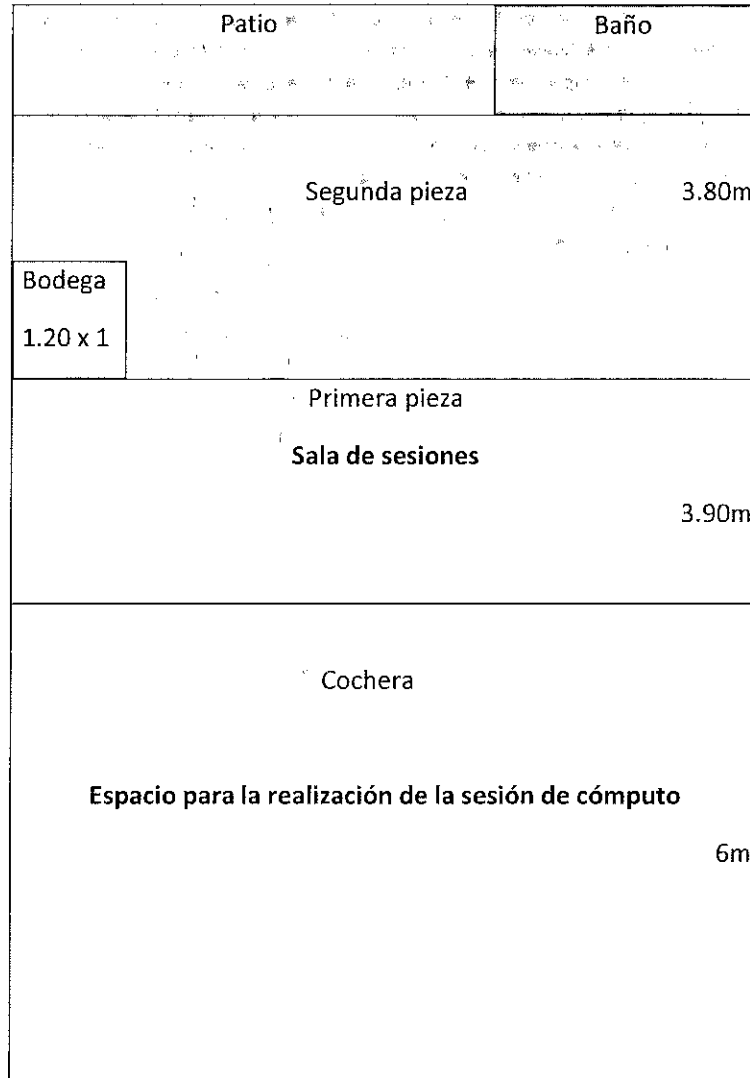 Patio
Baño
Segunda pieza
3.80m
Bodega
1.20 x 1
Primera pieza
Sala de sesiones
3.90m
Cochera
Espacio para la realización de la sesión de cómputo
6m